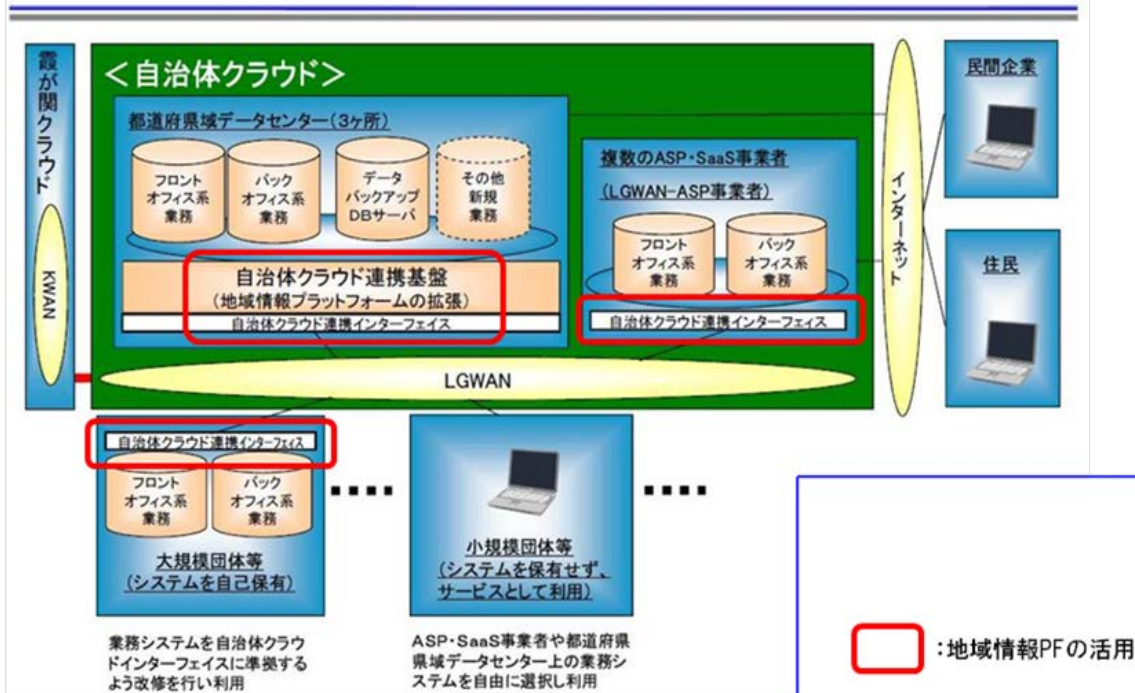 霞が関クラウド
KWAN
＜自治体クラウド＞
都道府県域データセンター(3ヶ所)
フロント
オフィス系
業務
バック
オフィス系
業務
データ
バックアップ
DBサーバ
その他
新規
業務
自治体クラウド連携基盤
(地域情報プラットフォームの拡張)
自治体クラウド連携インターフェイス
複数のASP・SaaS事業者
(LGWAN-ASP事業者)
フロント
オフィス系
業務
バック
オフィス系
業務
自治体クラウド連携インターフェイス
LGWAN
インターネット
民間企業
住民
自治体クラウド連携インターフェイス
フロント
オフィス系
業務
バック
オフィス系
業務
大規模団体等
(システムを自己保有)
小規模団体等
(システムを保有せず、
サービスとして利用)
業務システムを自治体クラウ
ドインターフェイスに準拠する
よう改修を行い利用
ASP・SaaS事業者や都道府県
県域データセンター上の業務シ
ステムを自由に選択し利用
：地域情報PFの活用